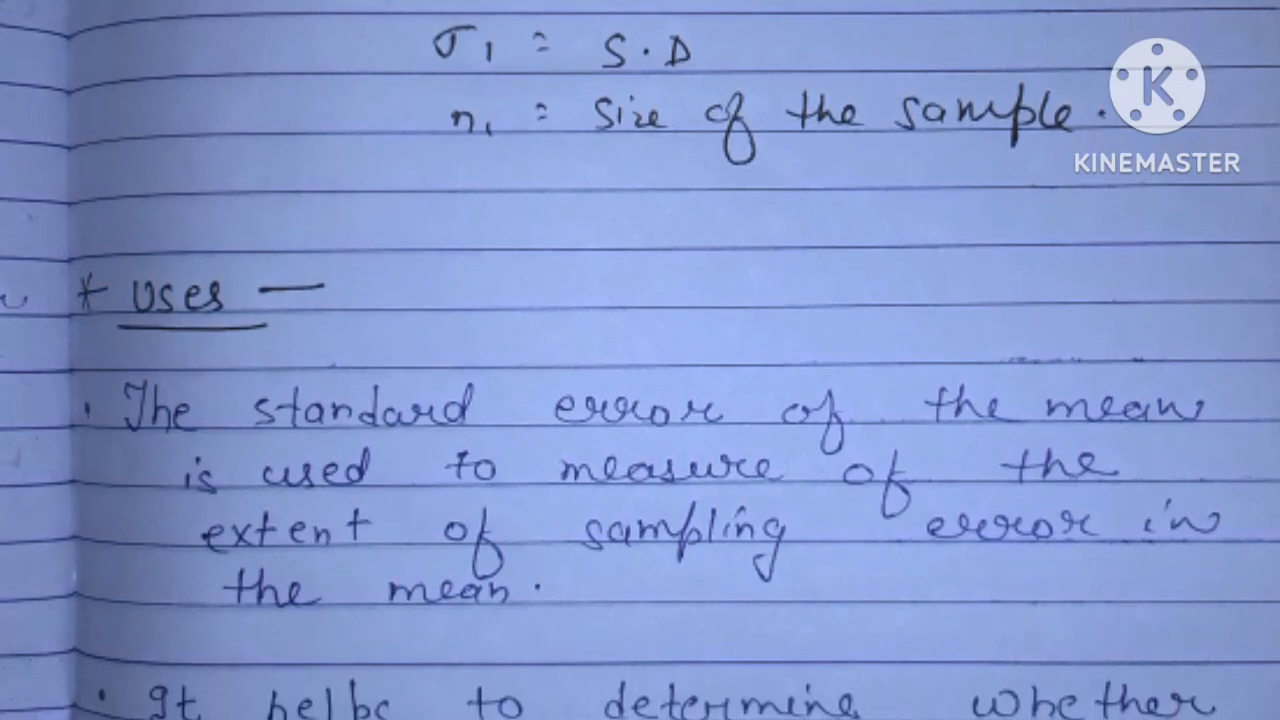 σ1 = S.D
n1 = Size of the sample.
KINEMASTER
* Uses —
• The standard error of the mean
is used to measure of the
extent of sampling error in
the mean.
• It helps to determine whether